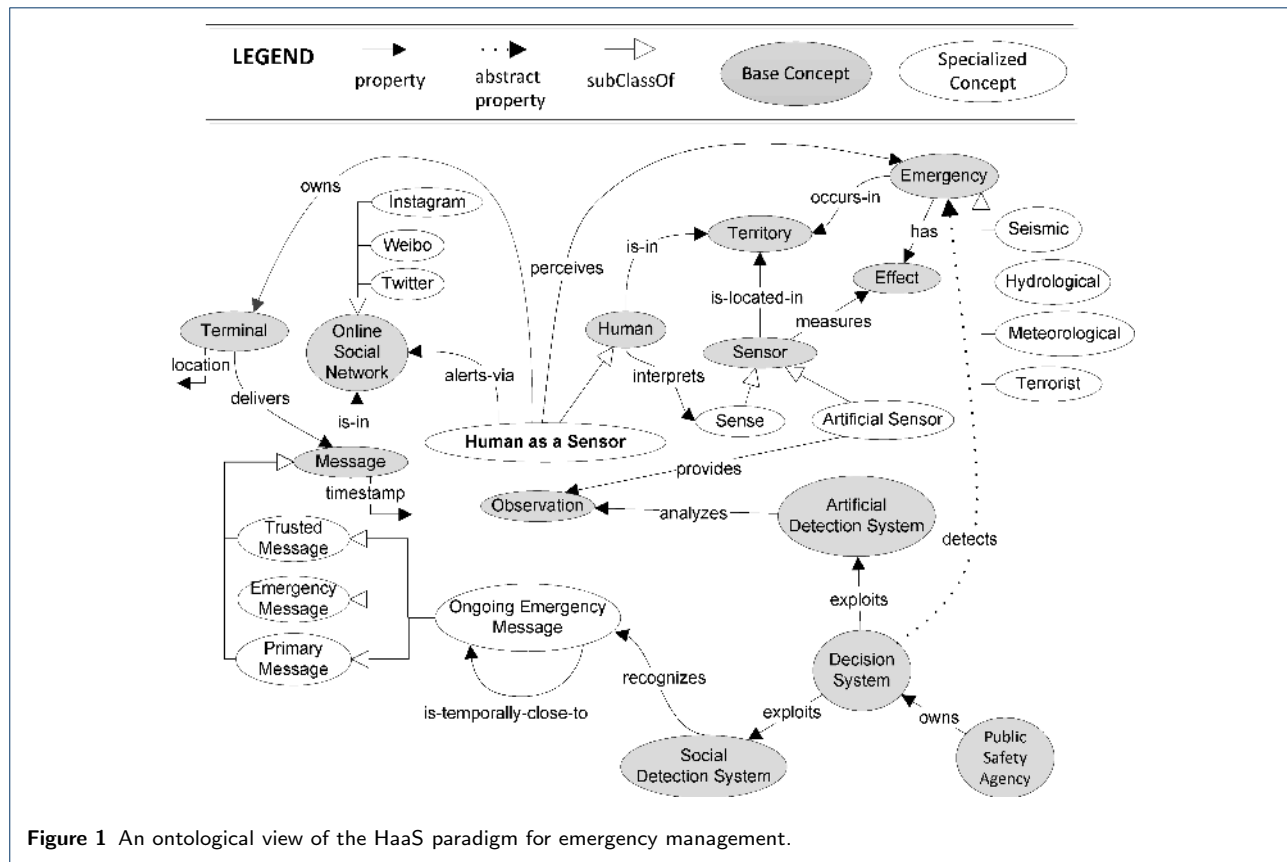 LEGEND
property
abstract
property
subClassOf
Base Concept
Specialized
Concept
owns
Instagram
Weibo
Twitter
Terminal
location
delivers
Online
Social
Network
is-in
alerts-via
perceives
Human
is-in
Territory
occurs-in
Emergency
has
Effect
Seismic
Hydrological
Meteorological
Terrorist
is-located-in
measures
Sensor
interprets
Sense
Artificial Sensor
Human as a Sensor
provides
Message
timestamp
Observation
analyzes
Artificial
Detection System
detects
Trusted
Message
Emergency
Message
Primary
Message
Ongoing Emergency
Message
is-temporally-close-to
recognizes
exploits
Decision
System
exploits
owns
Public
Safety
Agency
Social
Detection System
Figure 1 An ontological view of the HaaS paradigm for emergency management.